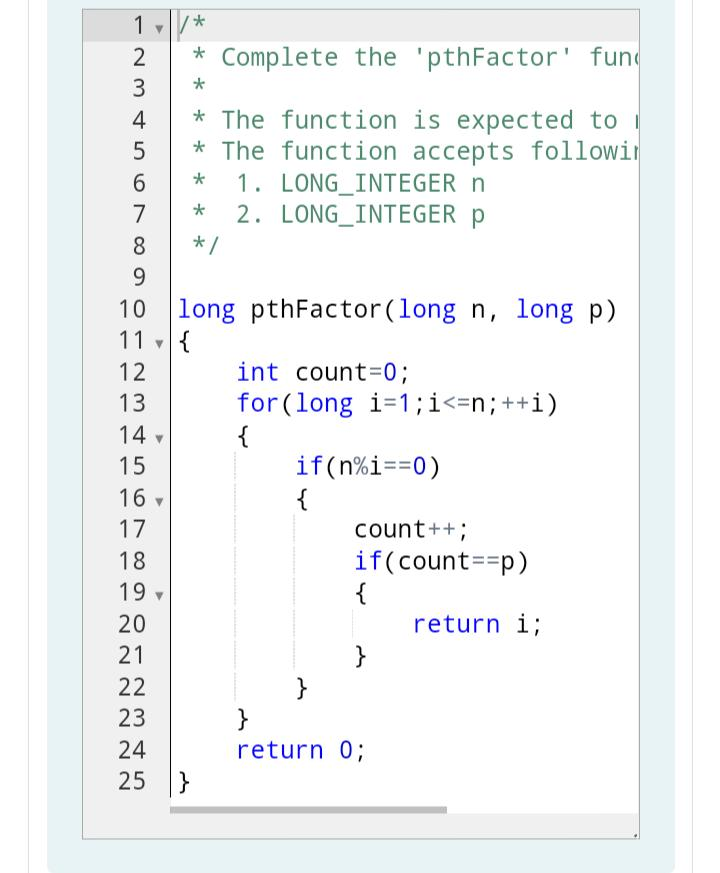 1 /*
2  * Complete the 'pthFactor'
3  *
4  * The function is expected to
5  * The function accepts
6  *  1. LONG_INTEGER n
7  *  2. LONG_INTEGER p
8  */
9
10 long pthFactor(long n, long p)
11 {
12     int count=0;
13     for(long i=1;i<=n;++i)
14     {
15         if(n%i==0)
16         {
17             count++;
18             if(count==p)
19             {
20                 return i;
21             }
22         }
23     }
24     return 0;
25 }